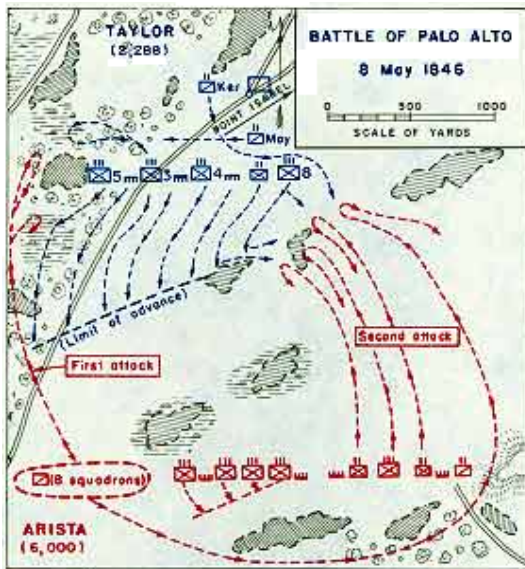 TAYLOR
(2,288)
BATTLE OF PALO ALTO
8 May 1846
0 500 1000
SCALE OF YARDS
Ker
POINT ISABEL
May
5 3 4 8
(Limit of advance)
First attack
Second attack
(8 squadrons)
ARISTA
(6,000)